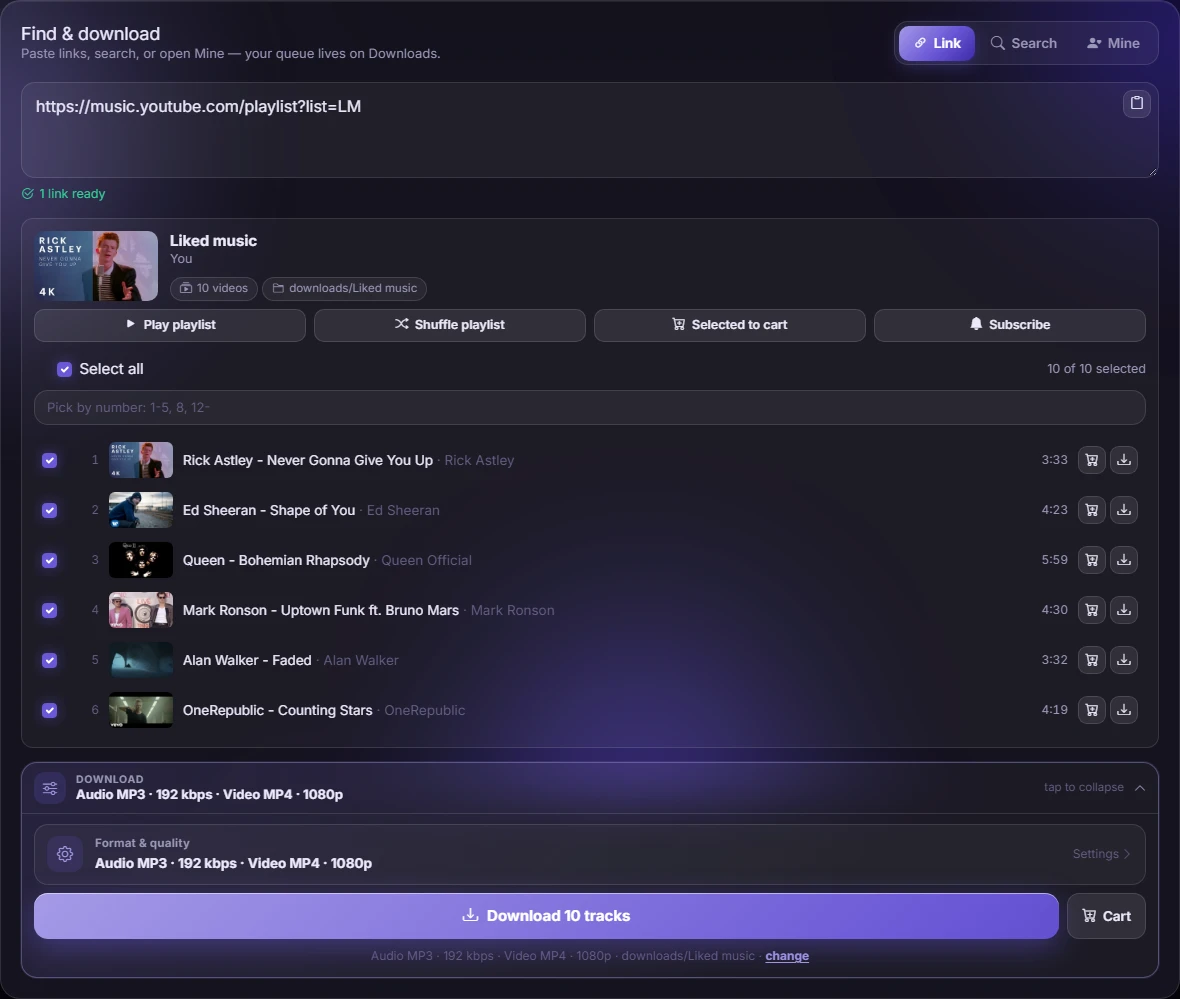 Find & download
Paste links, search, or open Mine — your queue lives on Downloads.
Link
Search
Mine
https://music.youtube.com/playlist?list=LM
1 link ready
RICK
ASTLEY
NEVER GONNA
GIVE YOU UP
4K
Liked music
You
10 videos
downloads/Liked music
Play playlist
Shuffle playlist
Selected to cart
Subscribe
Select all
10 of 10 selected
Pick by number: 1-5, 8, 12-
1 Rick Astley - Never Gonna Give You Up · Rick Astley 3:33
2 Ed Sheeran - Shape of You · Ed Sheeran 4:23
3 Queen - Bohemian Rhapsody · Queen Official 5:59
4 Mark Ronson - Uptown Funk ft. Bruno Mars · Mark Ronson 4:30
5 Alan Walker - Faded · Alan Walker 3:32
6 OneRepublic - Counting Stars · OneRepublic 4:19
DOWNLOAD
Audio MP3 · 192 kbps · Video MP4 · 1080p
tap to collapse
Format & quality
Audio MP3 · 192 kbps · Video MP4 · 1080p
Settings
Download 10 tracks
Cart
Audio MP3 · 192 kbps · Video MP4 · 1080p · downloads/Liked music · change